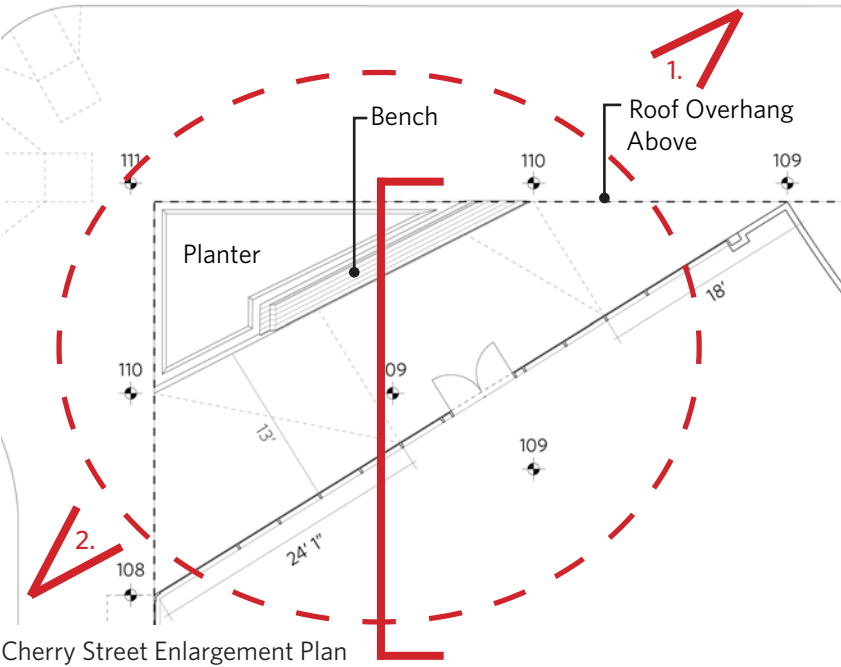 1.
Bench
Roof Overhang
Above
111
110
109
Planter
18'
110
09
13'
109
24' 1"
2.
108
Cherry Street Enlargement Plan